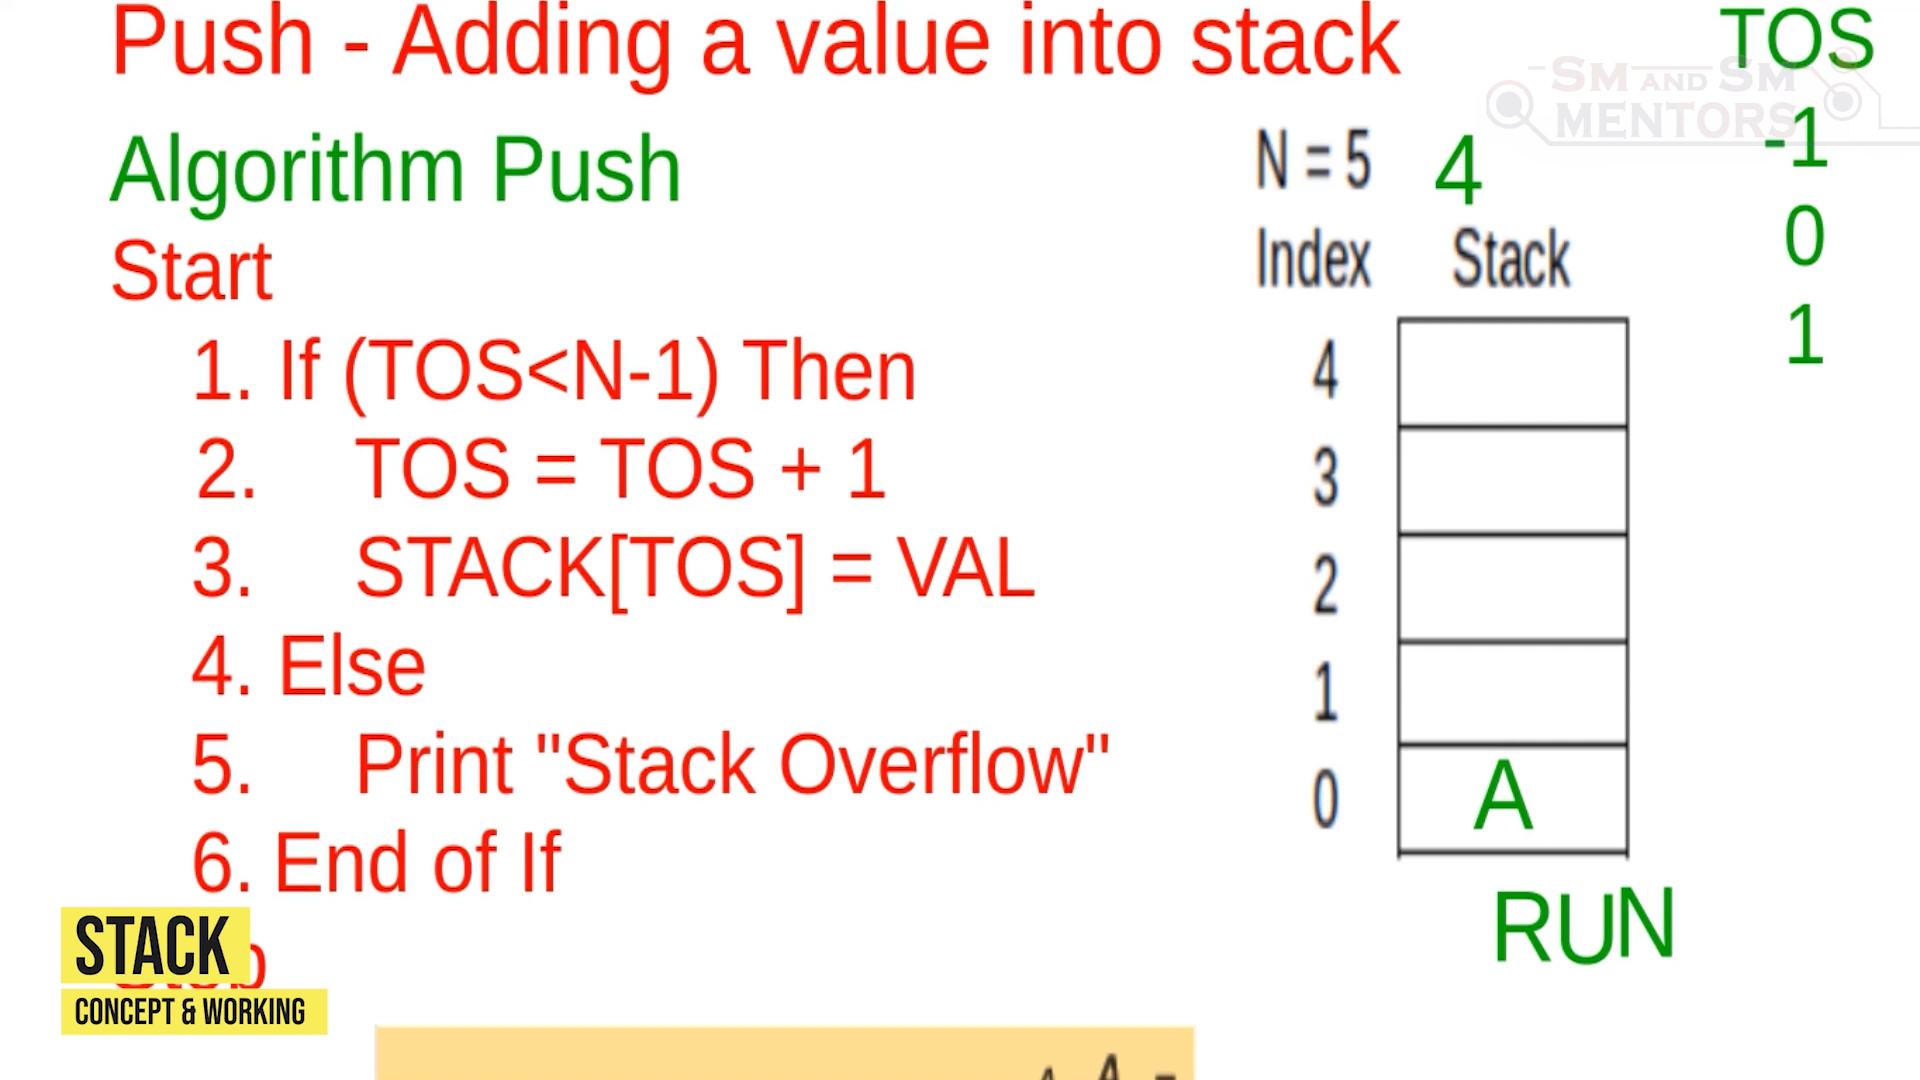 Push - Adding a value into stack
Algorithm Push
Start
1. If (TOS<N-1) Then
2. TOS = TOS + 1
3. STACK[TOS] = VAL
4. Else
5. Print "Stack Overflow"
6. End of If
STACK
CONCEPT & WORKING
N = 5 4
Index Stack
4
3
2
1
0 A
RUN
TOS
-1
0
1
SM AND SM
MENTORS